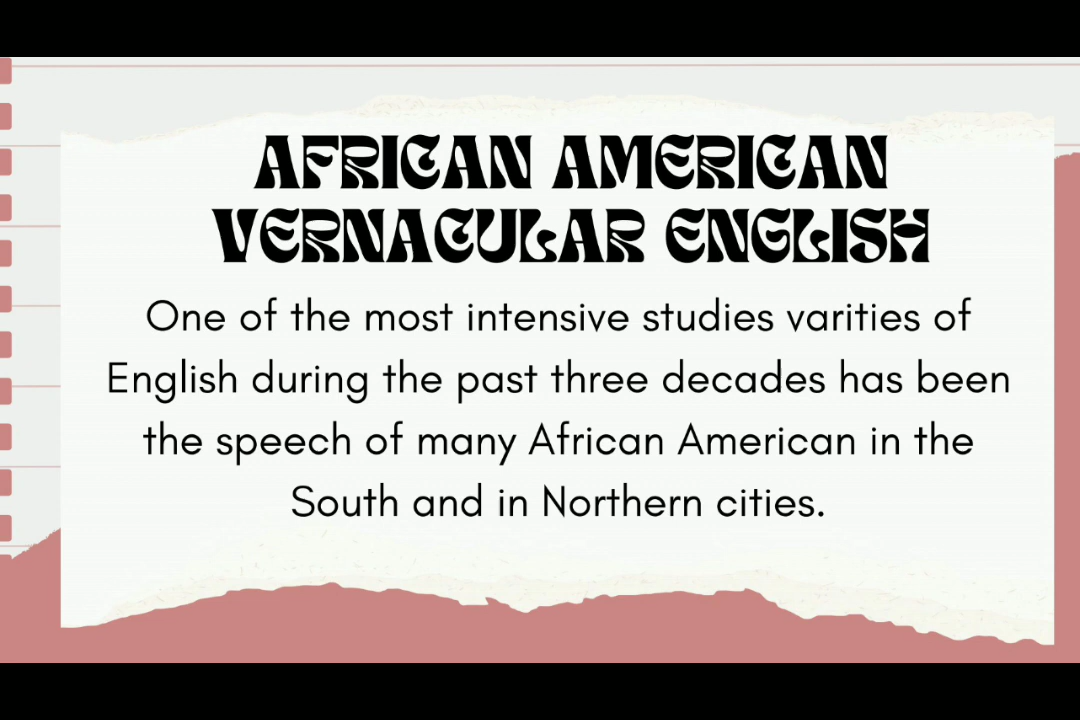 AFRICAN AMERICAN
VERNACULAR ENGLISH
One of the most intensive studies varities of
English during the past three decades has been
the speech of many African American in the
South and in Northern cities.